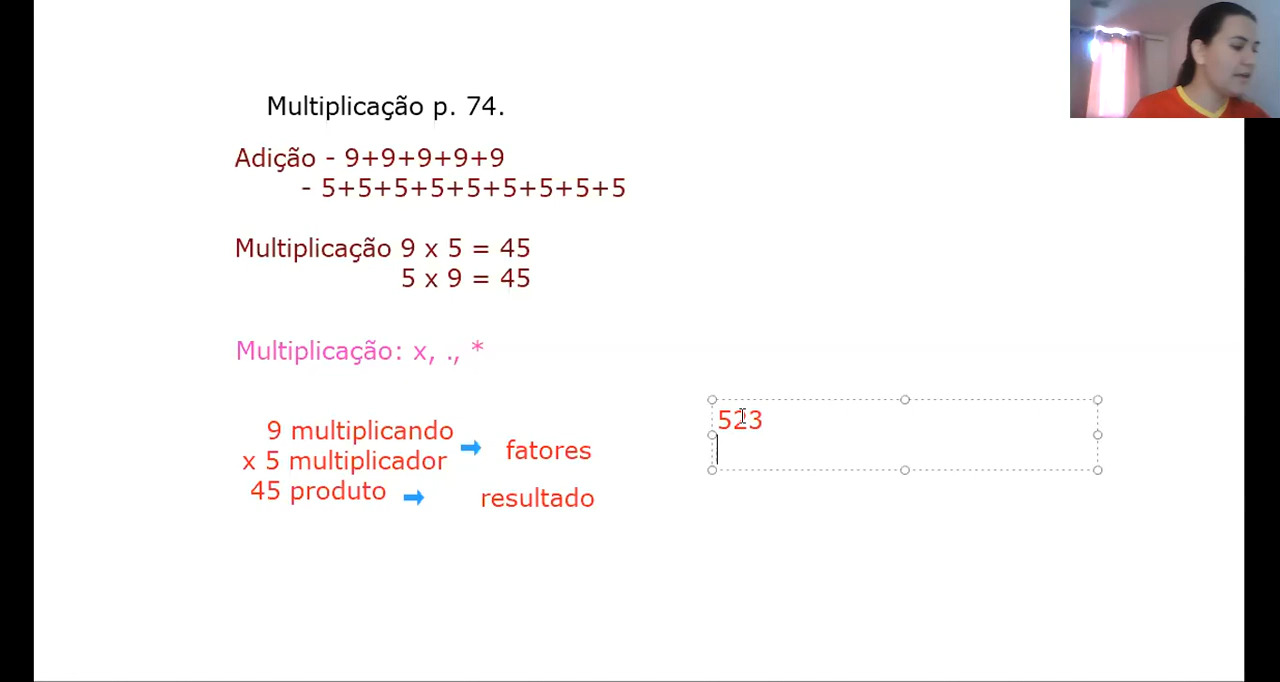 Multiplicação p. 74.
Adição - 9+9+9+9+9
- 5+5+5+5+5+5+5+5+5
Multiplicação 9 x 5 = 45
5 x 9 = 45
Multiplicação: x, ., *
9 multiplicando
x 5 multiplicador
45 produto
fatores
resultado
523